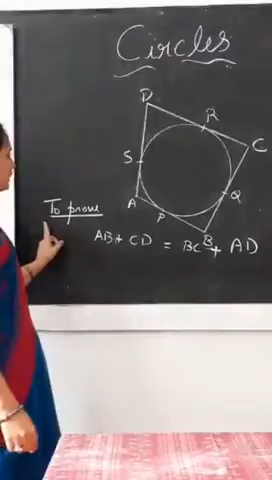 Circles
D
R
C
S
Q
A
P
B
To prove
AB + CD = BC + AD